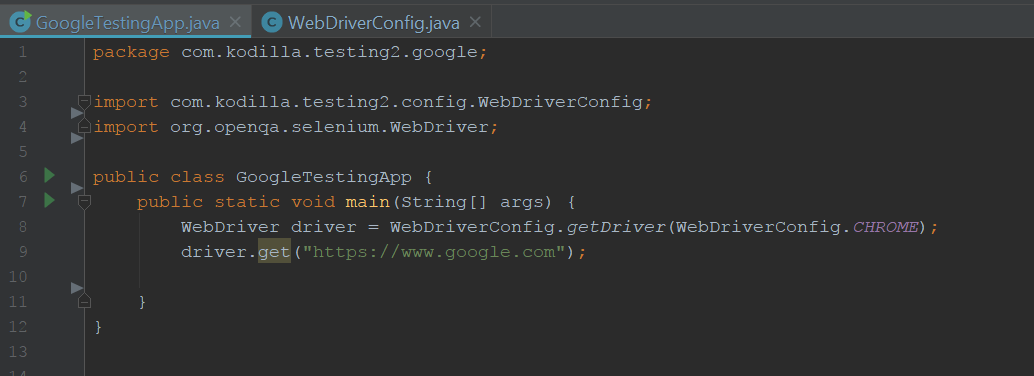 GoogleTestingApp.java
WebDriverConfig.java
1 package com.kodilla.testing2.google;
2
3 import com.kodilla.testing2.config.WebDriverConfig;
4 import org.openqa.selenium.WebDriver;
5
6 public class GoogleTestingApp {
7 public static void main(String[] args) {
8 WebDriver driver = WebDriverConfig.getDriver(WebDriverConfig.CHROME);
9 driver.get("https://www.google.com");
10
11 }
12 }
13
14